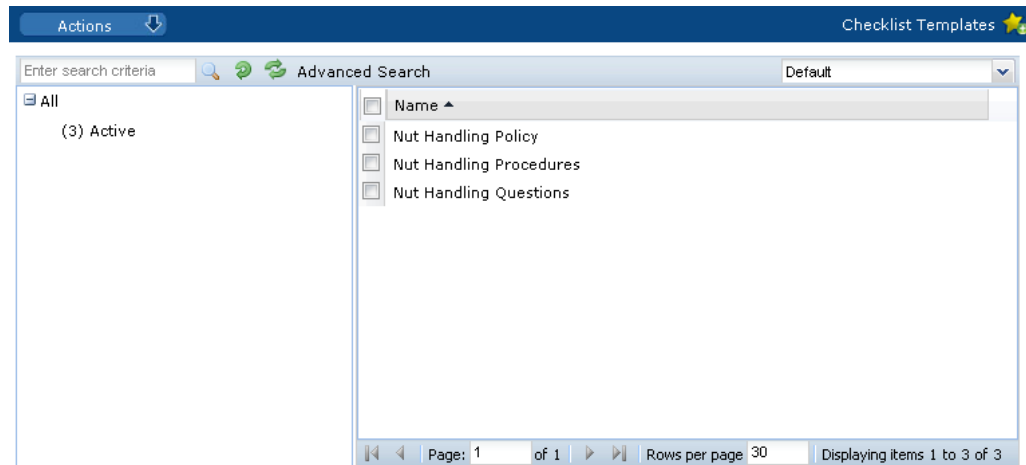 Actions
Checklist Templates
Enter search criteria Advanced Search Default
All
(3) Active
Name
Nut Handling Policy
Nut Handling Procedures
Nut Handling Questions
Page: 1 of 1 Rows per page 30 Displaying items 1 to 3 of 3